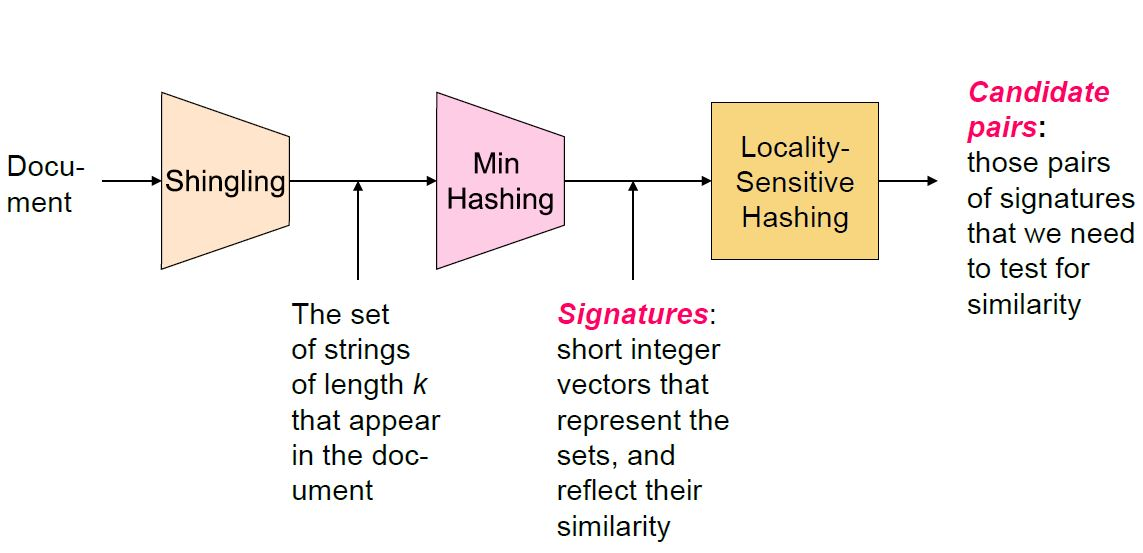 Docu-
ment
Shingling
The set
of strings
of length k
that appear
in the doc-
ument
Min
Hashing
Signatures:
short integer
vectors that
represent the
sets, and
reflect their
similarity
Locality-
Sensitive
Hashing
Candidate
pairs:
those pairs
of signatures
that we need
to test for
similarity